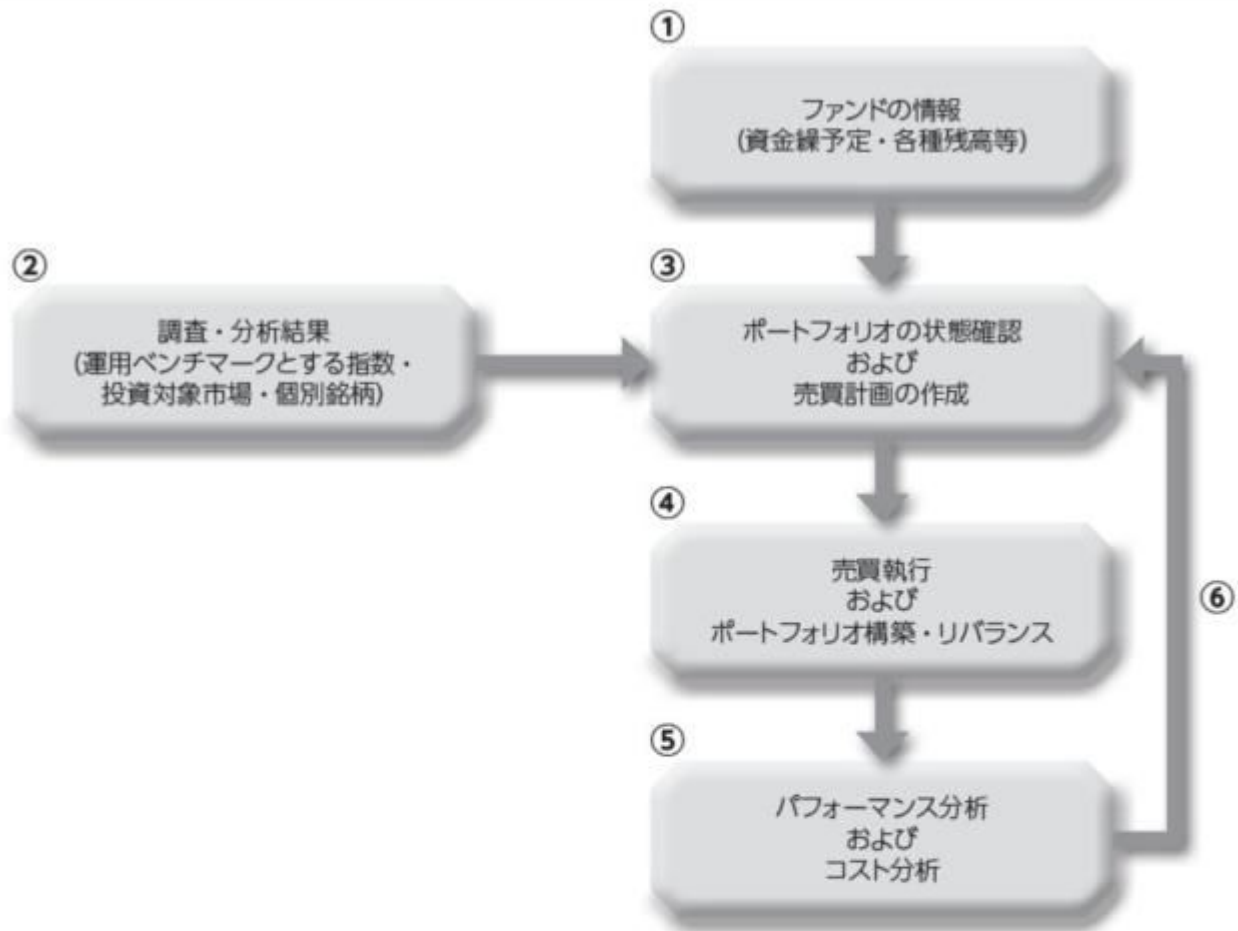 ①
ファンドの情報
(資金繰予定・各種残高等)
②
調査・分析結果
(運用ベンチマークとする指数・
投資対象市場・個別銘柄)
③
ポートフォリオの状態確認
および
売買計画の作成
④
売買執行
および
ポートフォリオ構築・リバランス
⑤
パフォーマンス分析
および
コスト分析
⑥